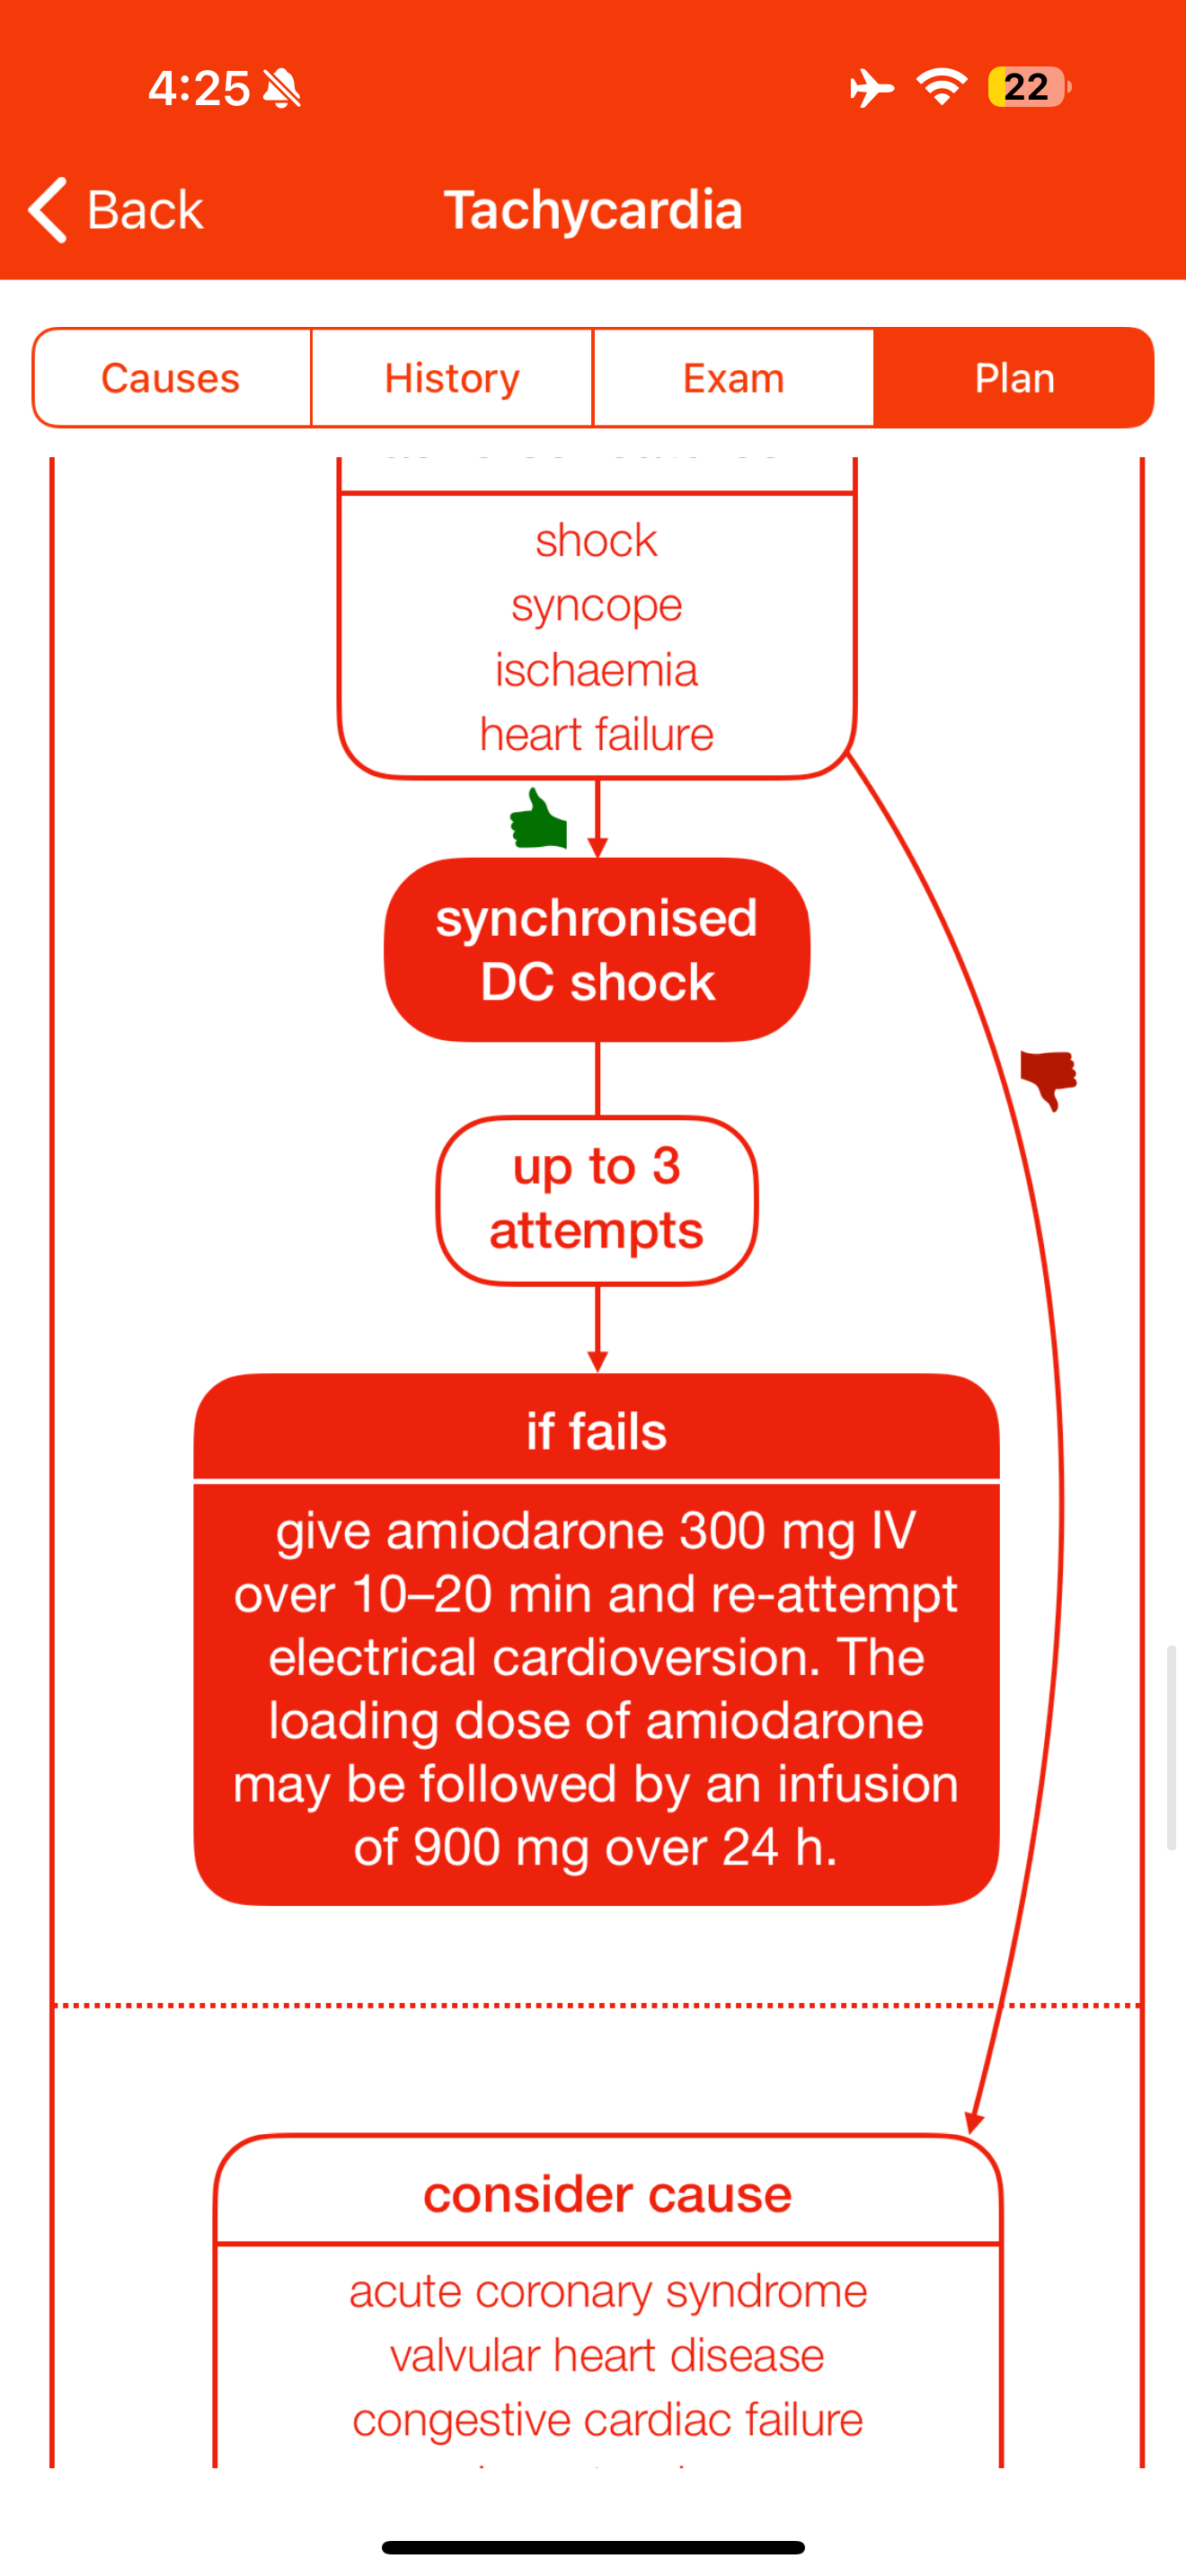 4:25
22
Back
Tachycardia
Causes
History
Exam
Plan
shock
syncope
ischaemia
heart failure
synchronised
DC shock
up to 3
attempts
if fails
give amiodarone 300 mg IV
over 10–20 min and re-attempt
electrical cardioversion. The
loading dose of amiodarone
may be followed by an infusion
of 900 mg over 24 h.
consider cause
acute coronary syndrome
valvular heart disease
congestive cardiac failure